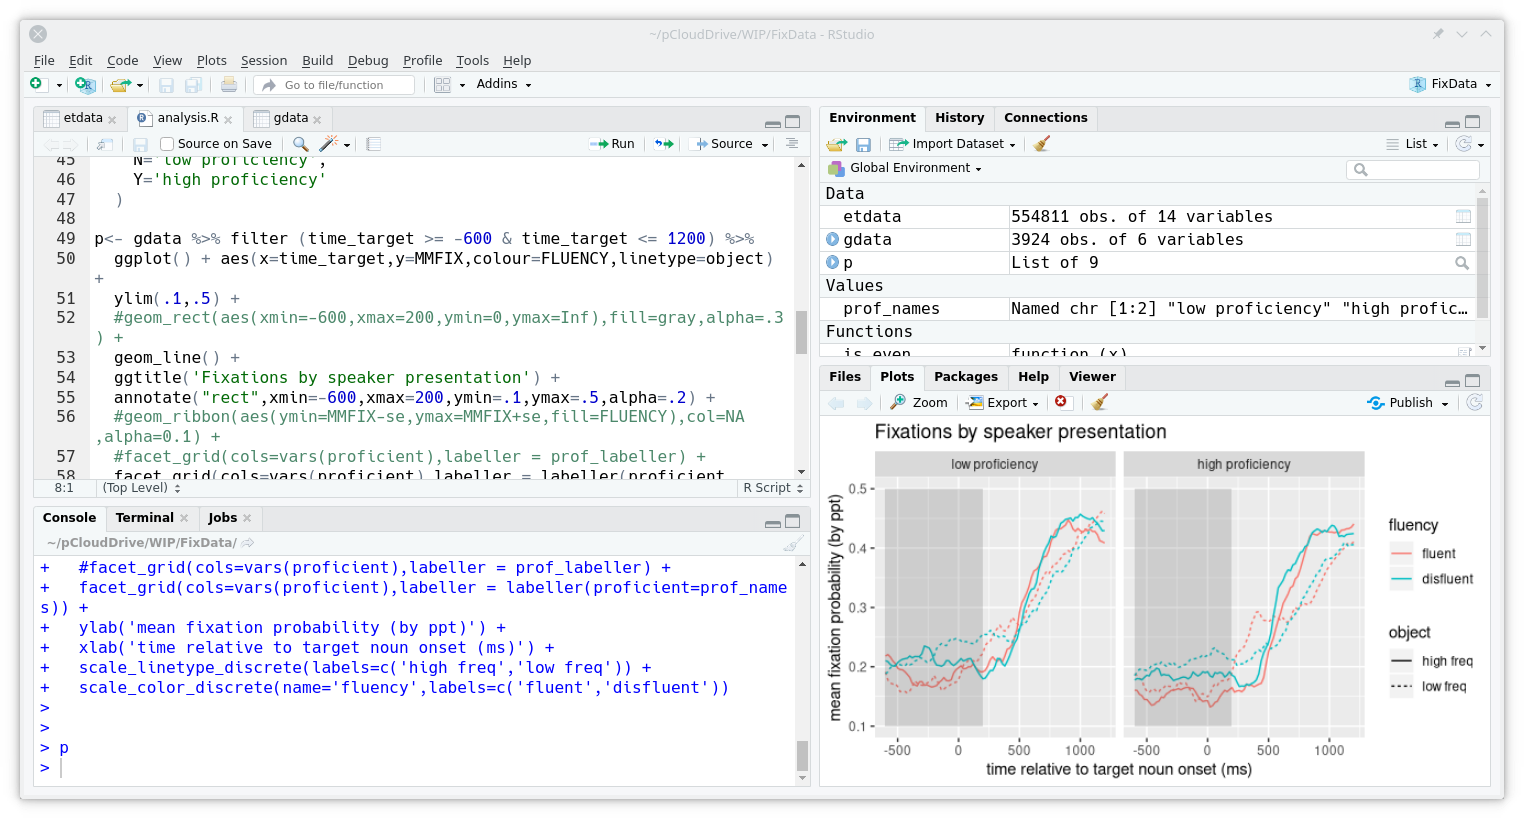 ~/pCloudDrive/WIP/FixData - RStudio
File Edit Code View Plots Session Build Debug Profile Tools Help
Go to file/function Addins FixData
etdata analysis.R gdata
Source on Save Run Source
45 N='low proficiency',
46 Y='high proficiency'
47 )
48
49 p<- gdata %>% filter (time_target >= -600 & time_target <= 1200) %>%
50 ggplot() + aes(x=time_target,y=MMFIX,colour=FLUENCY,linetype=object)
+
51 ylim(.1,.5) +
52 #geom_rect(aes(xmin=-600,xmax=200,ymin=0,ymax=Inf),fill=gray,alpha=.3
) +
53 geom_line() +
54 ggtitle('Fixations by speaker presentation') +
55 annotate("rect",xmin=-600,xmax=200,ymin=.1,ymax=.5,alpha=.2) +
56 #geom_ribbon(aes(ymin=MMFIX-se,ymax=MMFIX+se,fill=FLUENCY),col=NA
,alpha=0.1) +
57 #facet_grid(cols=vars(proficient),labeller = prof_labeller) +
58 facet_grid(cols=vars(proficient),labeller = labeller(proficient
8:1 (Top Level) R Script
Console Terminal Jobs
~/pCloudDrive/WIP/FixData/
+ #facet_grid(cols=vars(proficient),labeller = prof_labeller) +
+ facet_grid(cols=vars(proficient),labeller = labeller(proficient=prof_name
s)) +
+ ylab('mean fixation probability (by ppt)') +
+ xlab('time relative to target noun onset (ms)') +
+ scale_linetype_discrete(labels=c('high freq','low freq')) +
+ scale_color_discrete(name='fluency',labels=c('fluent','disfluent'))
>
>
> p
>
Environment History Connections
Import Dataset List
Global Environment
Data
etdata 554811 obs. of 14 variables
gdata 3924 obs. of 6 variables
p List of 9
Values
prof_names Named chr [1:2] "low proficiency" "high profic…
Functions
is_even function (x)
Files Plots Packages Help Viewer
Zoom Export Publish
Fixations by speaker presentation
low proficiency high proficiency
mean fixation probability (by ppt)
0.5
0.4
0.3
0.2
0.1
-500 0 500 1000 -500 0 500 1000
time relative to target noun onset (ms)
fluency
fluent
disfluent
object
high freq
low freq